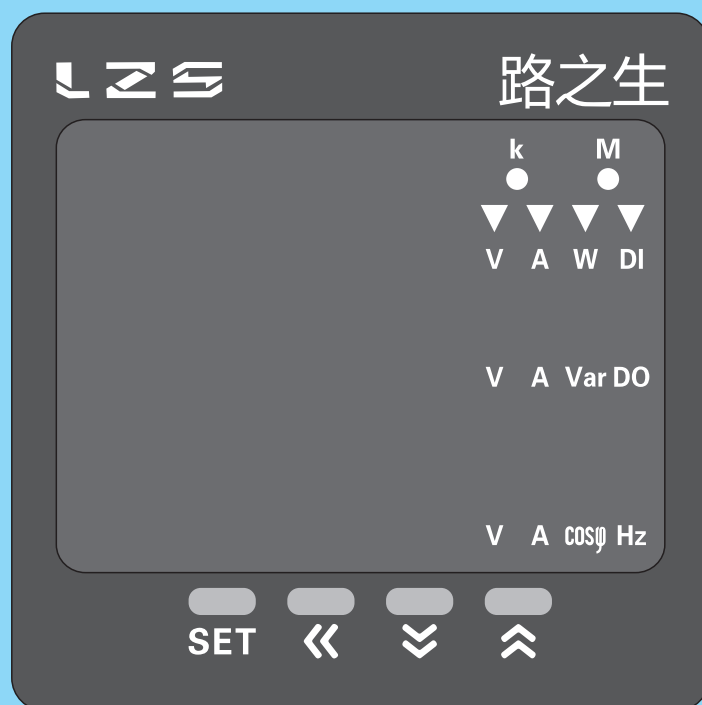 LZS 路之生
k M
V A W DI
V A Var DO
V A cosφ Hz
SET